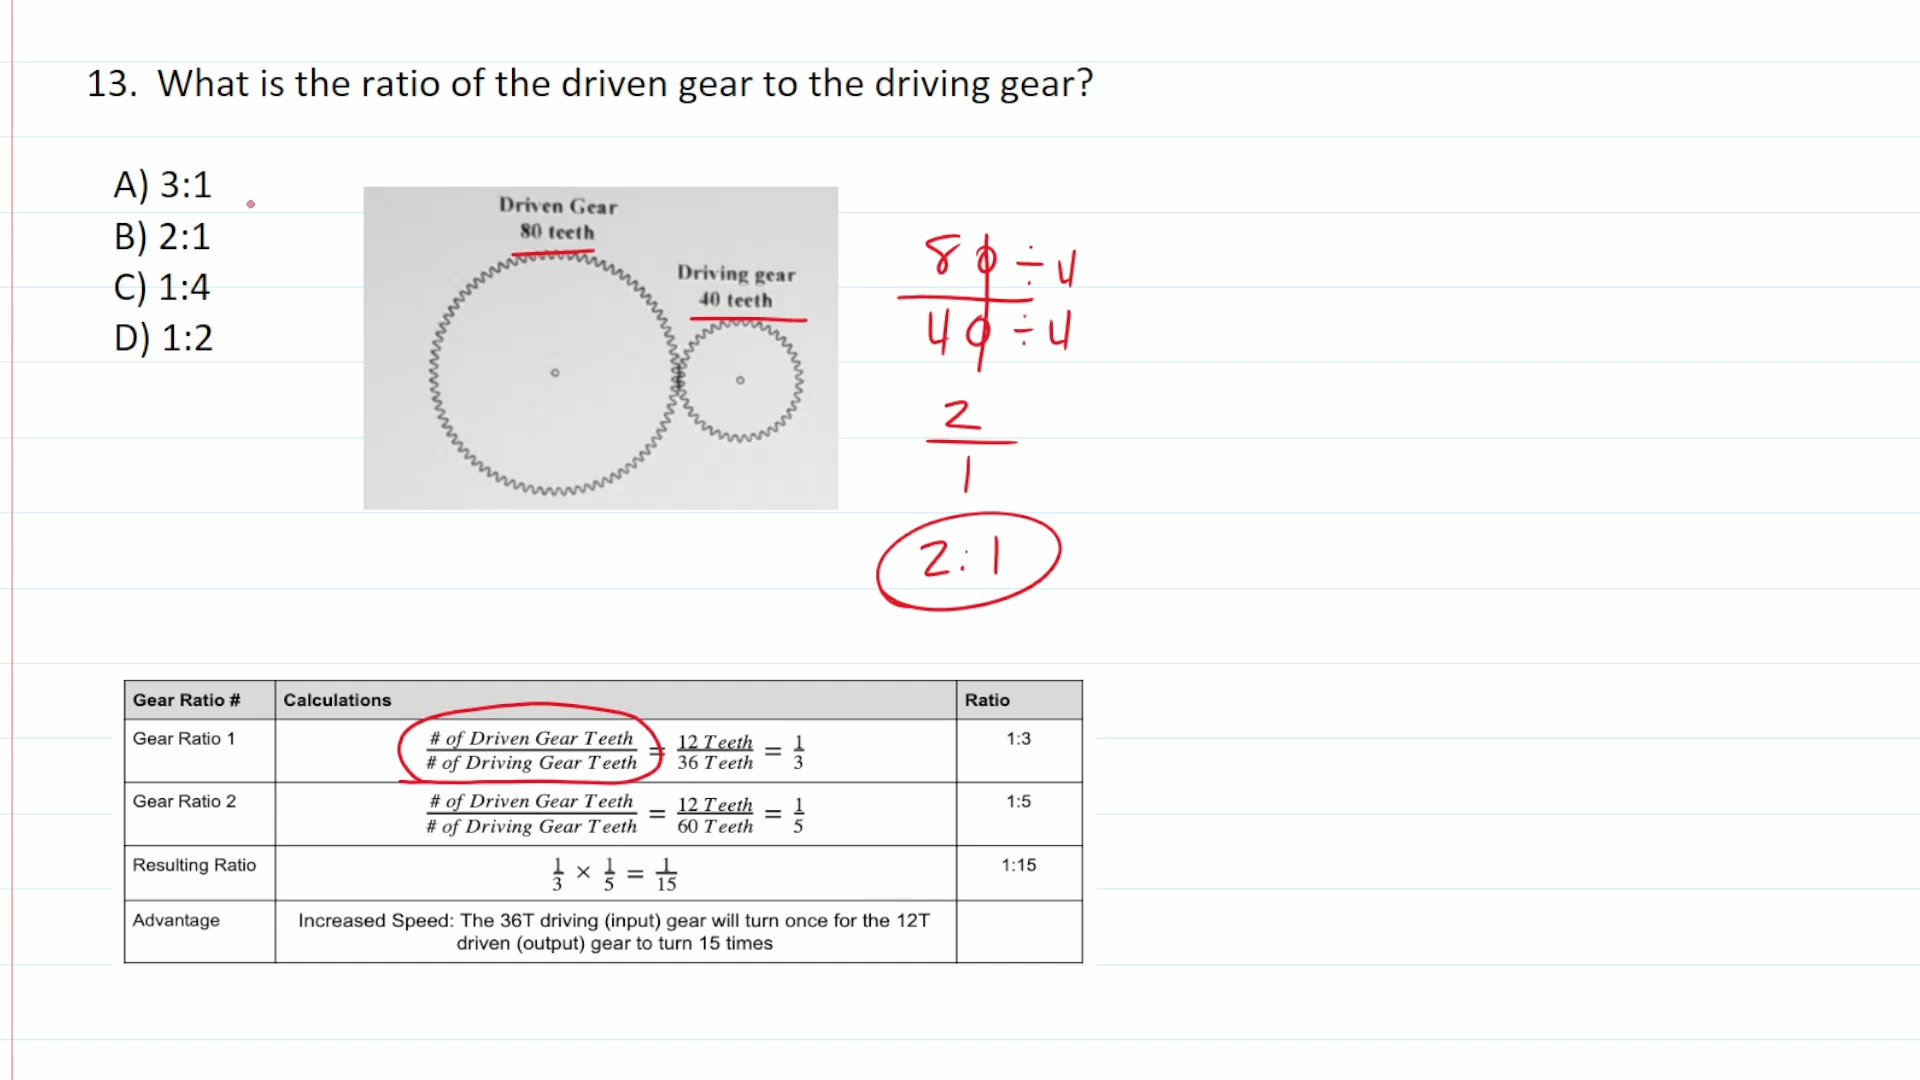 13. What is the ratio of the driven gear to the driving gear?
A) 3:1
B) 2:1
C) 1:4
D) 1:2
Driven Gear
80 teeth
Driving gear
40 teeth
80 ÷ 4
40 ÷ 4
2
1
2:1
Gear Ratio # Calculations Ratio
Gear Ratio 1 # of Driven Gear Teeth / # of Driving Gear Teeth = 12 Teeth / 36 Teeth = 1/3 1:3
Gear Ratio 2 # of Driven Gear Teeth / # of Driving Gear Teeth = 12 Teeth / 60 Teeth = 1/5 1:5
Resulting Ratio 1/3 × 1/5 = 1/15 1:15
Advantage Increased Speed: The 36T driving (input) gear will turn once for the 12T
driven (output) gear to turn 15 times